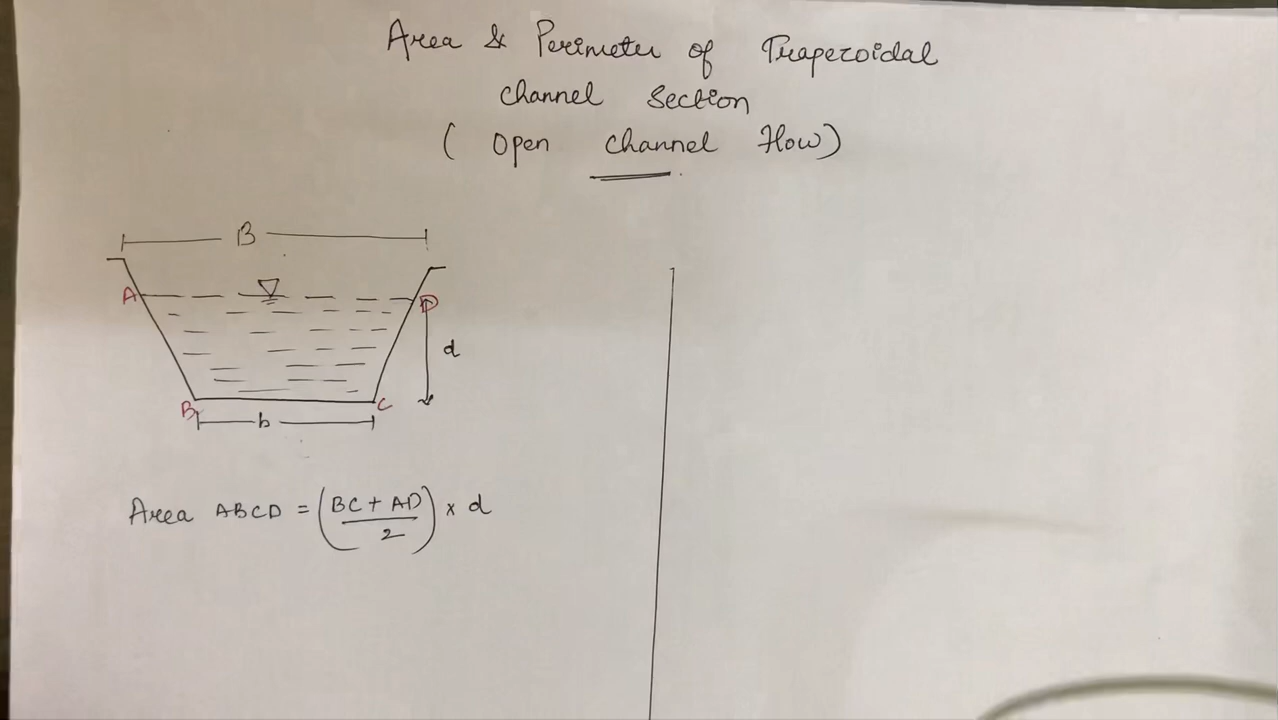 Area & Perimeter of Trapezoidal
channel Section
( Open channel Flow)
B
A
D
d
B
C
b
Area ABCD = (BC + AD / 2) × d